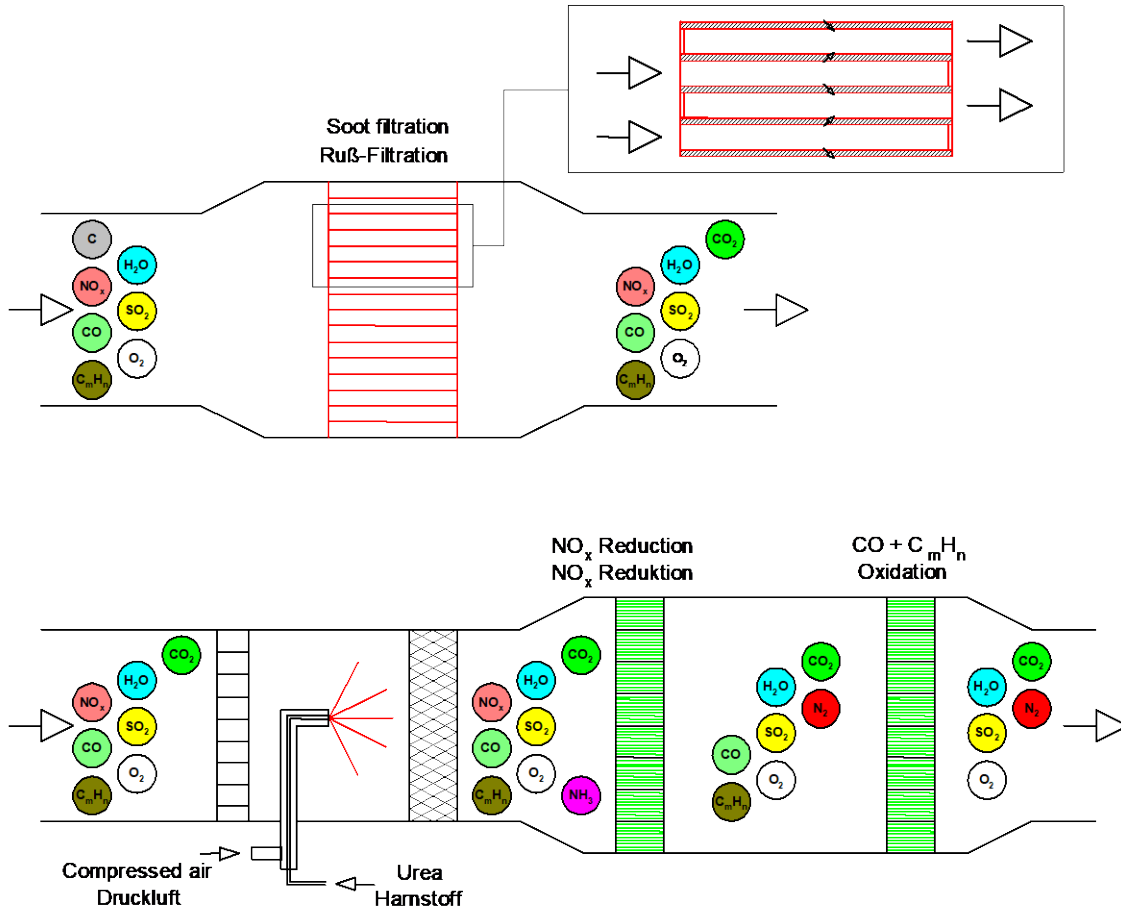 Soot filtration
Ruß-Filtration
C
H₂O
NOₓ
SO₂
CO
O₂
CₘHₙ
CO₂
H₂O
NOₓ
SO₂
CO
O₂
CₘHₙ
NOₓ Reduction
NOₓ Reduktion
CO + CₘHₙ
Oxidation
CO₂
H₂O
NOₓ
SO₂
CO
O₂
CₘHₙ
CO₂
H₂O
NOₓ
SO₂
CO
O₂
CₘHₙ
NH₃
CO₂
H₂O
N₂
SO₂
CO
O₂
CₘHₙ
CO₂
H₂O
N₂
SO₂
O₂
Compressed air
Druckluft
Urea
Harnstoff